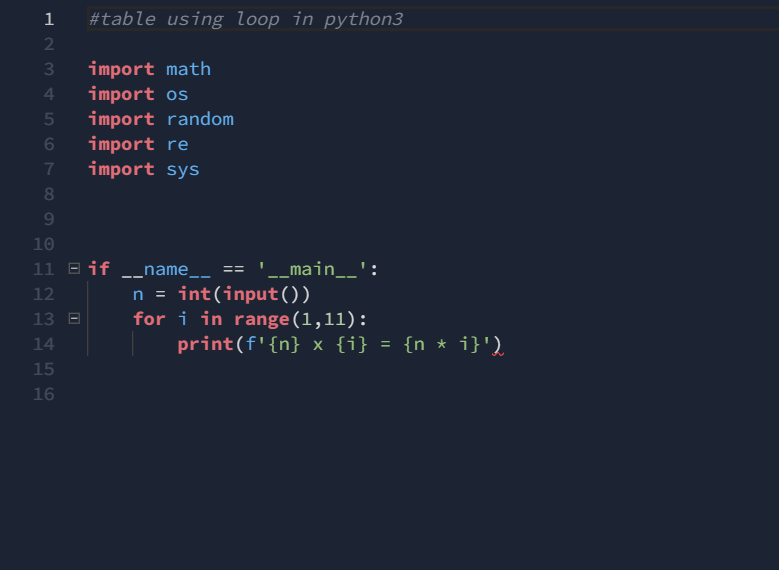 1 #table using loop in python3
2
3 import math
4 import os
5 import random
6 import re
7 import sys
8
9
10
11 if __name__ == '__main__':
12     n = int(input())
13     for i in range(1,11):
14         print(f'{n} x {i} = {n * i}')
15
16